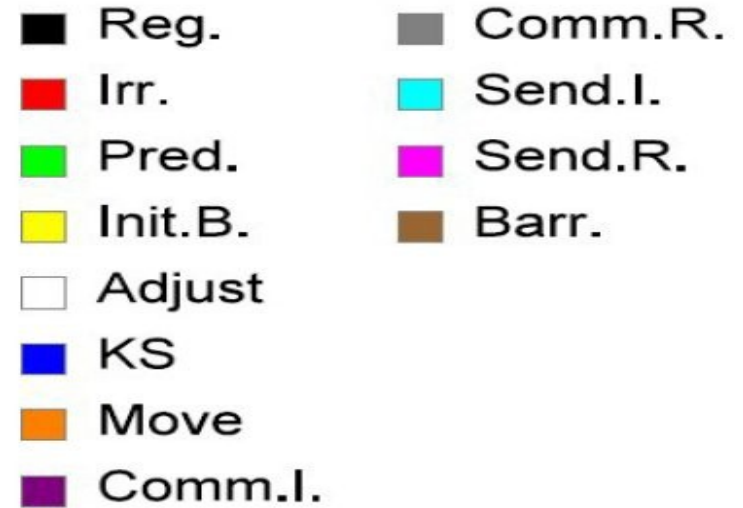 Reg.
Irr.
Pred.
Init.B.
Adjust
KS
Move
Comm.I.
Comm.R.
Send.I.
Send.R.
Barr.